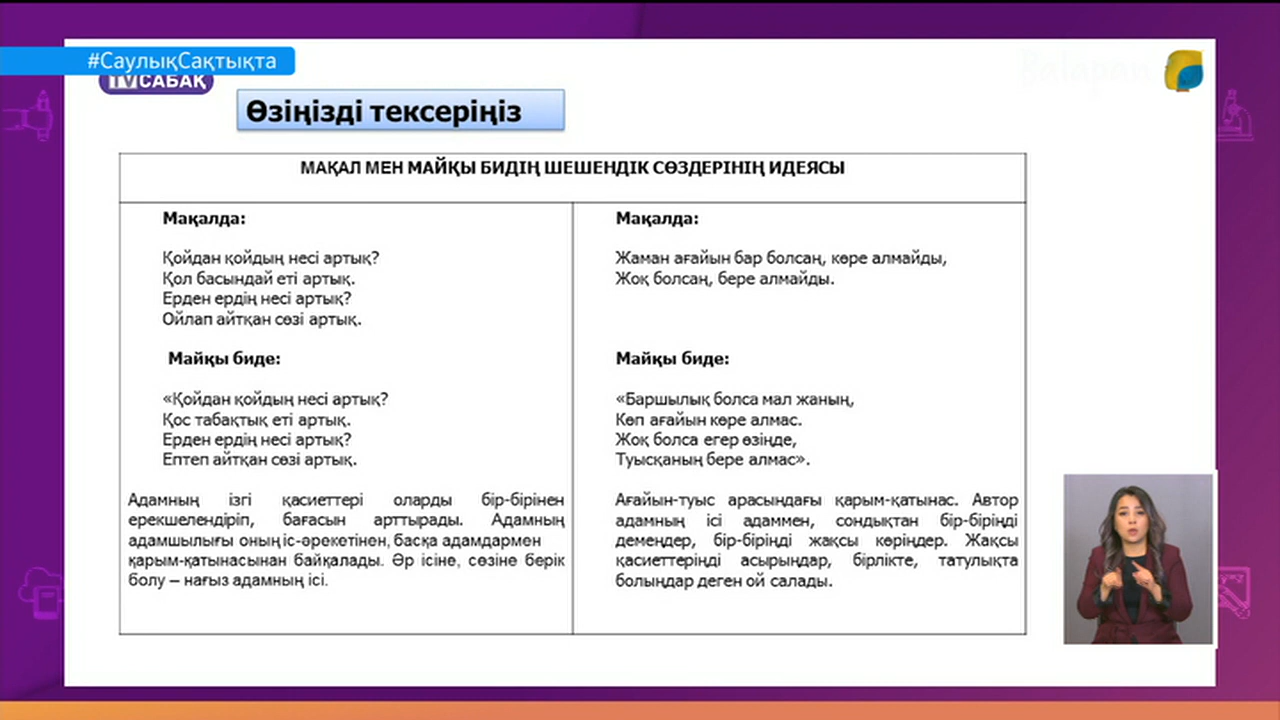 #СаулықСақтықта
TVСАБАҚ
Balapan
Өзіңізді тексеріңіз
МАҚАЛ МЕН МАЙҚЫ БИДІҢ ШЕШЕНДІК СӨЗДЕРІНІҢ ИДЕЯСЫ
Мақалда:
Қойдан қойдың несі артық?
Қол басындай еті артық.
Ерден ердің несі артық?
Ойлап айтқан сөзі артық.
Майқы биде:
«Қойдан қойдың несі артық?
Қос табақтық еті артық.
Ерден ердің несі артық?
Ептеп айтқан сөзі артық.
Адамның ізгі қасиеттері оларды бір-бірінен
ерекшелендіріп, бағасын арттырады. Адамның
адамшылығы оның іс-әрекетінен, басқа адамдармен
қарым-қатынасынан байқалады. Әр ісіне, сөзіне берік
болу – нағыз адамның ісі.
Мақалда:
Жаман ағайын бар болсаң, көре алмайды,
Жоқ болсаң, бере алмайды.
Майқы биде:
«Баршылық болса мал жаның,
Көп ағайын көре алмас.
Жоқ болса егер өзіңде,
Туысқаның бере алмас».
Ағайын-туыс арасындағы қарым-қатынас. Автор
адамның ісі адаммен, сондықтан бір-біріңді
демеңдер, бір-біріңді жақсы көріңдер. Жақсы
қасиеттеріңді асырыңдар, бірлікте, татулықта
болыңдар деген ой салады.